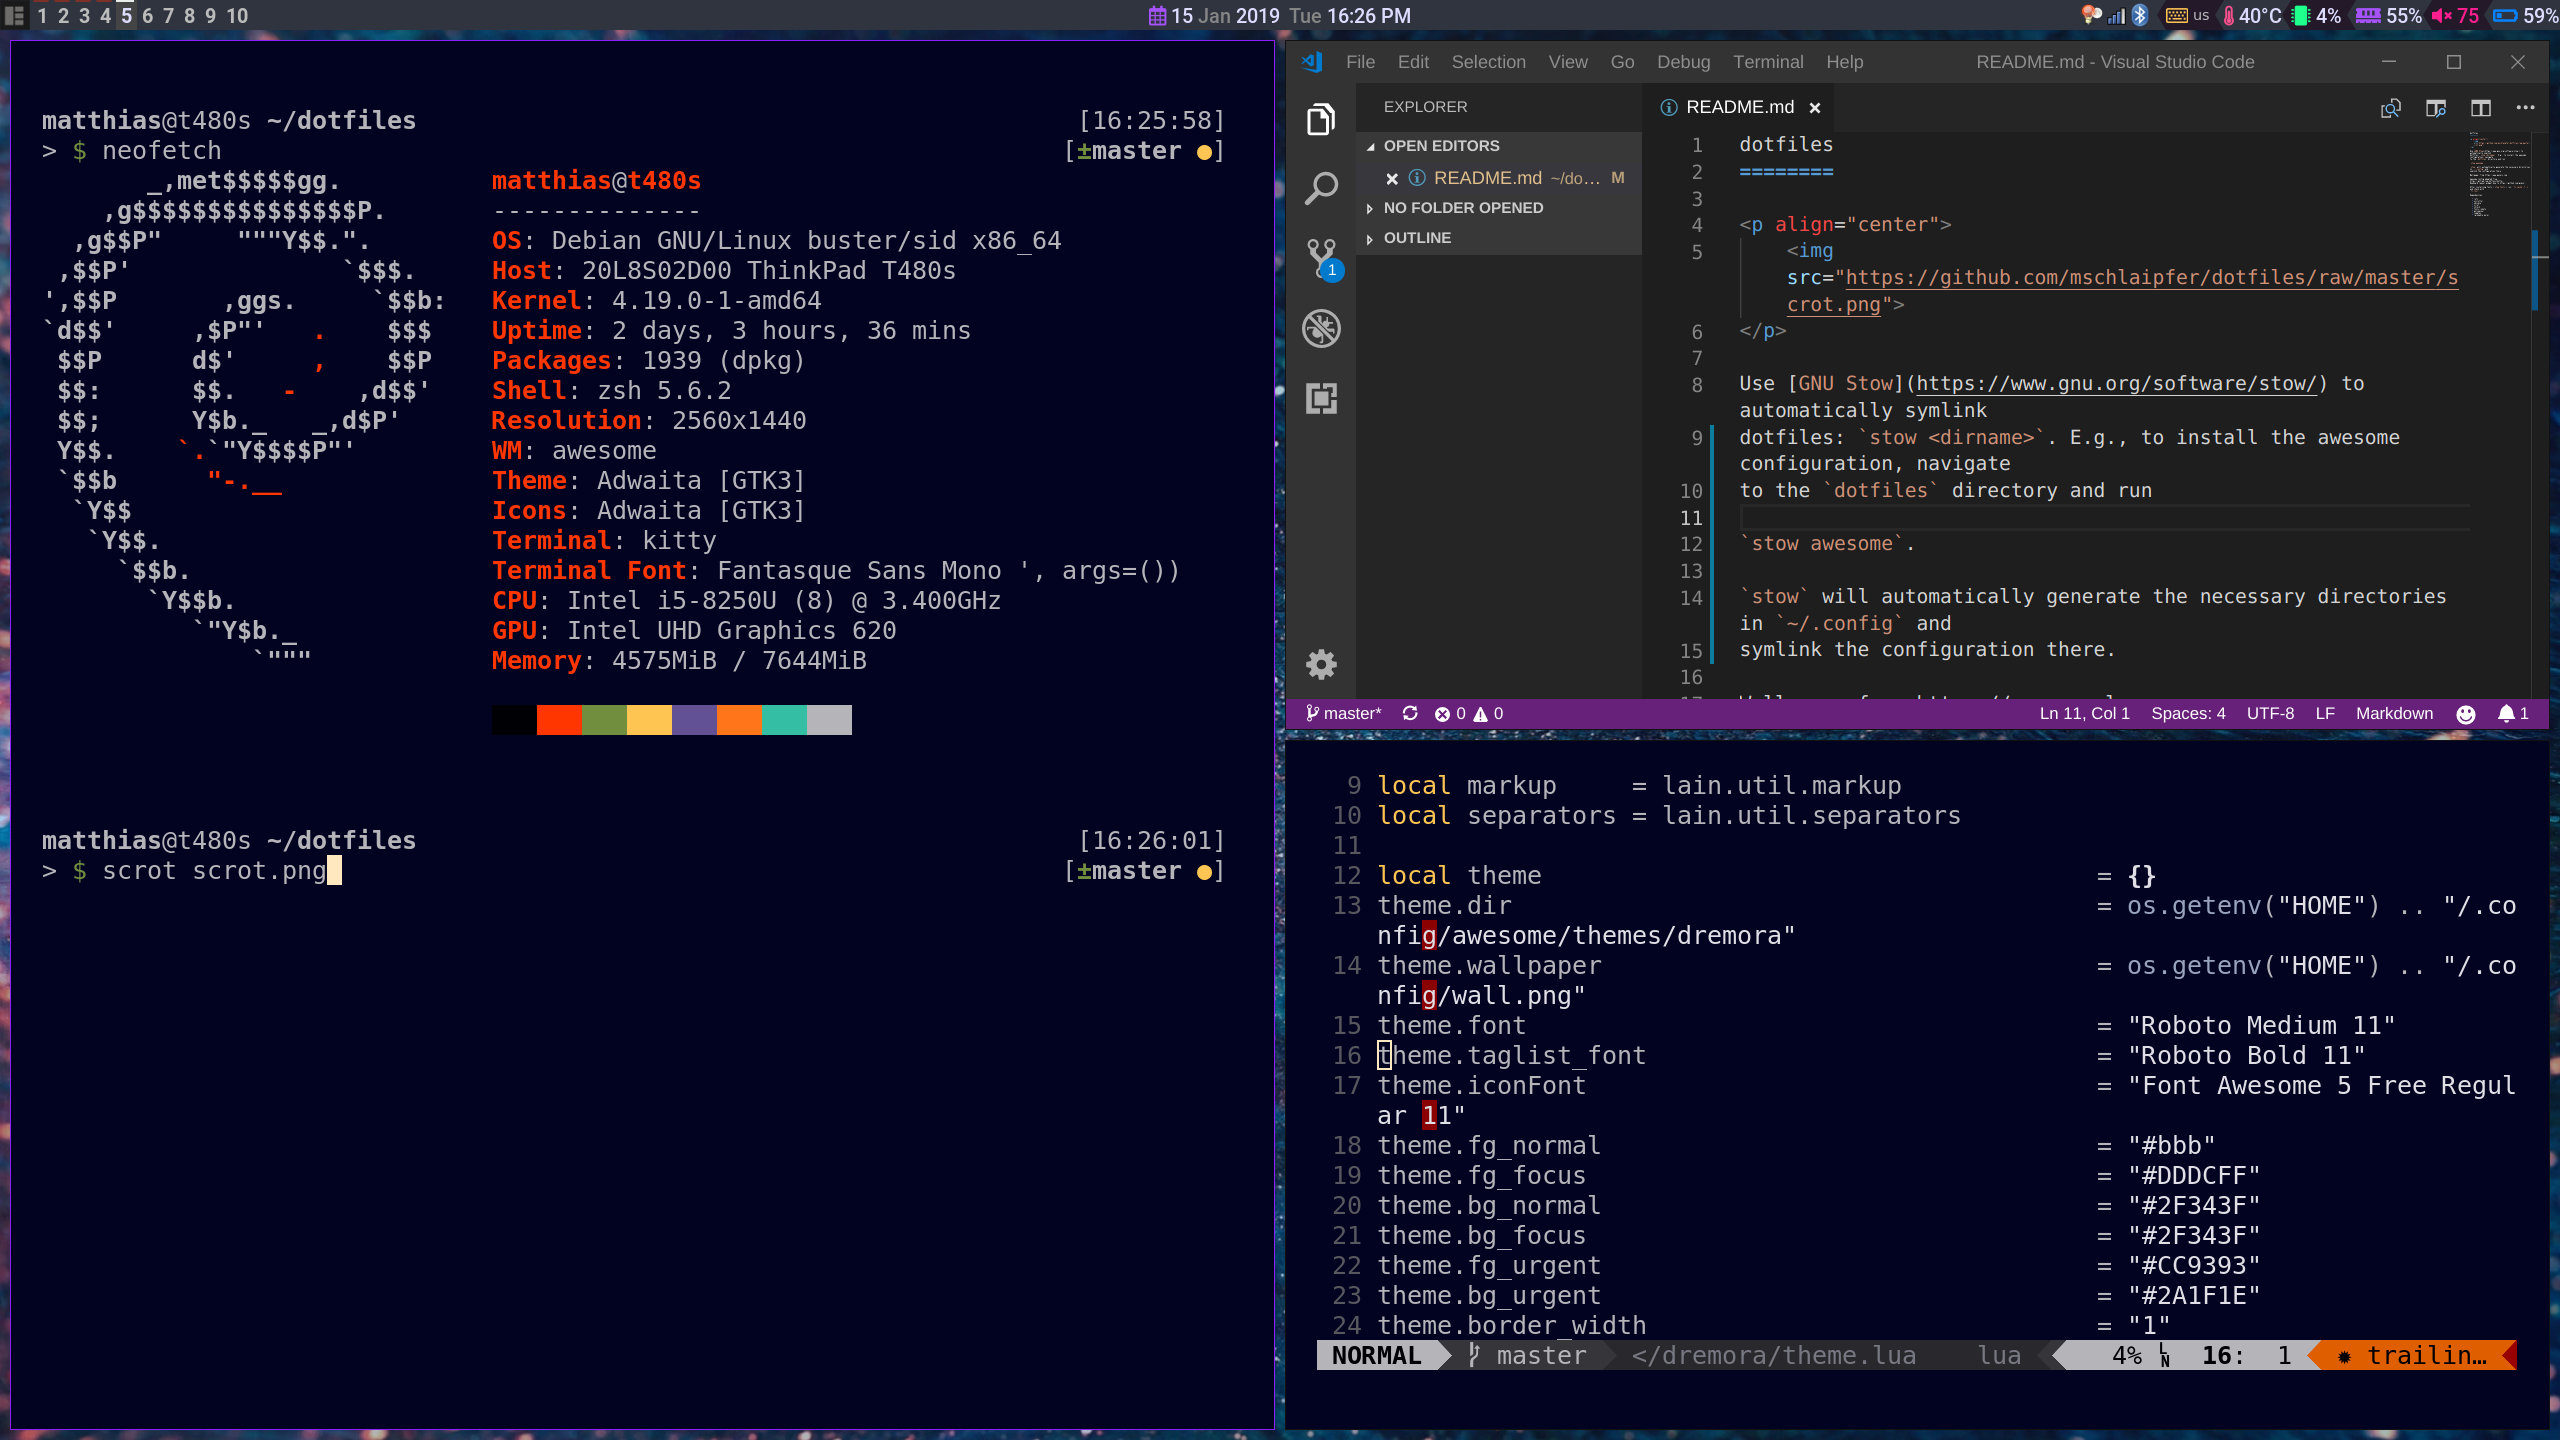 1 2 3 4 5 6 7 8 9 10
15 Jan 2019 Tue 16:26 PM
us 40°C 4% 55% 75 59%
matthias@t480s ~/dotfiles [16:25:58]
> $ neofetch [±master ●]
_,met$$$$$gg.
,g$$$$$$$$$$$$$$$P.
,g$$P"     """Y$$.".
,$$P'              `$$$.
',$$P       ,ggs.     `$$b:
`d$$'     ,$P"'   .    $$$
$$P      d$'     ,    $$P
$$:      $$.   -    ,d$$'
$$;      Y$b._   _,d$P'
Y$$.    `.`"Y$$$$P"'
`$$b      "-.__
`Y$$
`Y$$.
`$$b.
`Y$$b.
`"Y$b._
`"""
matthias@t480s
--------------
OS: Debian GNU/Linux buster/sid x86_64
Host: 20L8S02D00 ThinkPad T480s
Kernel: 4.19.0-1-amd64
Uptime: 2 days, 3 hours, 36 mins
Packages: 1939 (dpkg)
Shell: zsh 5.6.2
Resolution: 2560x1440
WM: awesome
Theme: Adwaita [GTK3]
Icons: Adwaita [GTK3]
Terminal: kitty
Terminal Font: Fantasque Sans Mono ', args=())
CPU: Intel i5-8250U (8) @ 3.400GHz
GPU: Intel UHD Graphics 620
Memory: 4575MiB / 7644MiB
matthias@t480s ~/dotfiles [16:26:01]
> $ scrot scrot.png [±master ●]
File Edit Selection View Go Debug Terminal Help README.md - Visual Studio Code
EXPLORER
OPEN EDITORS
README.md ~/do... M
NO FOLDER OPENED
OUTLINE
1
README.md
1 dotfiles
2 ========
3
4 <p align="center">
5 <img
src="https://github.com/mschlaipfer/dotfiles/raw/master/s
crot.png">
6 </p>
7
8 Use [GNU Stow](https://www.gnu.org/software/stow/) to
automatically symlink
9 dotfiles: `stow <dirname>`. E.g., to install the awesome
configuration, navigate
10 to the `dotfiles` directory and run
11
12 `stow awesome`.
13
14 `stow` will automatically generate the necessary directories
in `~/.config` and
15 symlink the configuration there.
16
master* 0 0 Ln 11, Col 1 Spaces: 4 UTF-8 LF Markdown 1
9 local markup = lain.util.markup
10 local separators = lain.util.separators
11
12 local theme = {}
13 theme.dir = os.getenv("HOME") .. "/.co
nfig/awesome/themes/dremora"
14 theme.wallpaper = os.getenv("HOME") .. "/.co
nfig/wall.png"
15 theme.font = "Roboto Medium 11"
16 theme.taglist_font = "Roboto Bold 11"
17 theme.iconFont = "Font Awesome 5 Free Regul
ar 11"
18 theme.fg_normal = "#bbb"
19 theme.fg_focus = "#DDDCFF"
20 theme.bg_normal = "#2F343F"
21 theme.bg_focus = "#2F343F"
22 theme.fg_urgent = "#CC9393"
23 theme.bg_urgent = "#2A1F1E"
24 theme.border_width = "1"
NORMAL master </dremora/theme.lua lua 4% LN 16: 1 trailin…